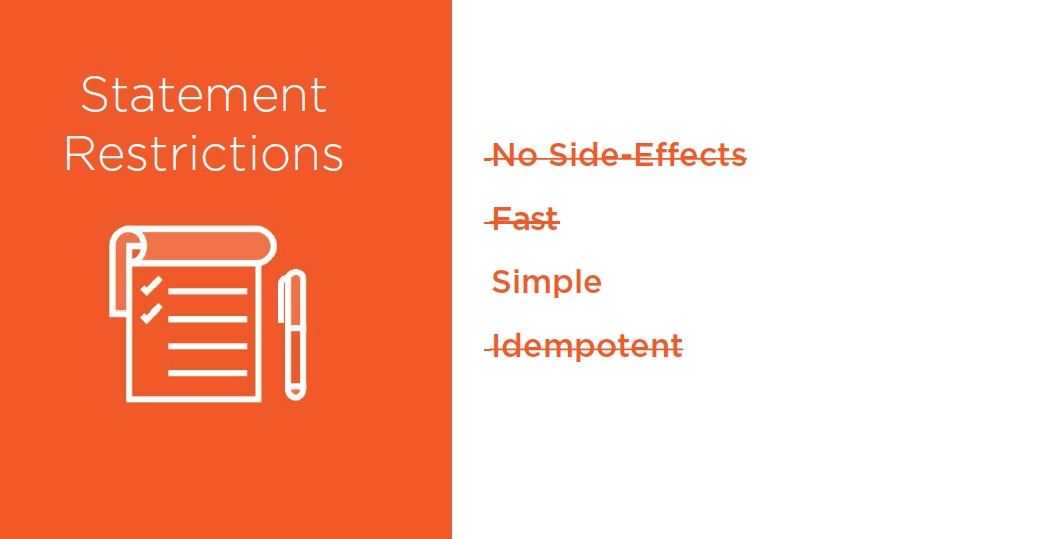 Statement
Restrictions
No Side-Effects
Fast
Simple
Idempotent